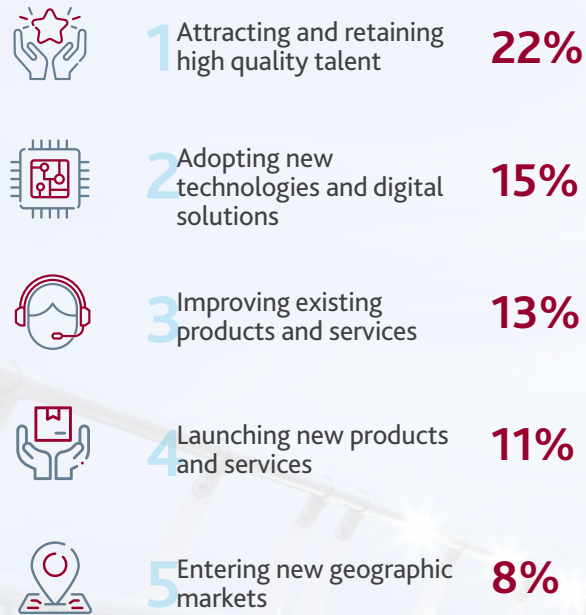 1 Attracting and retaining
high quality talent
22%
2 Adopting new
technologies and digital
solutions
15%
3 Improving existing
products and services
13%
4 Launching new products
and services
11%
5 Entering new geographic
markets
8%